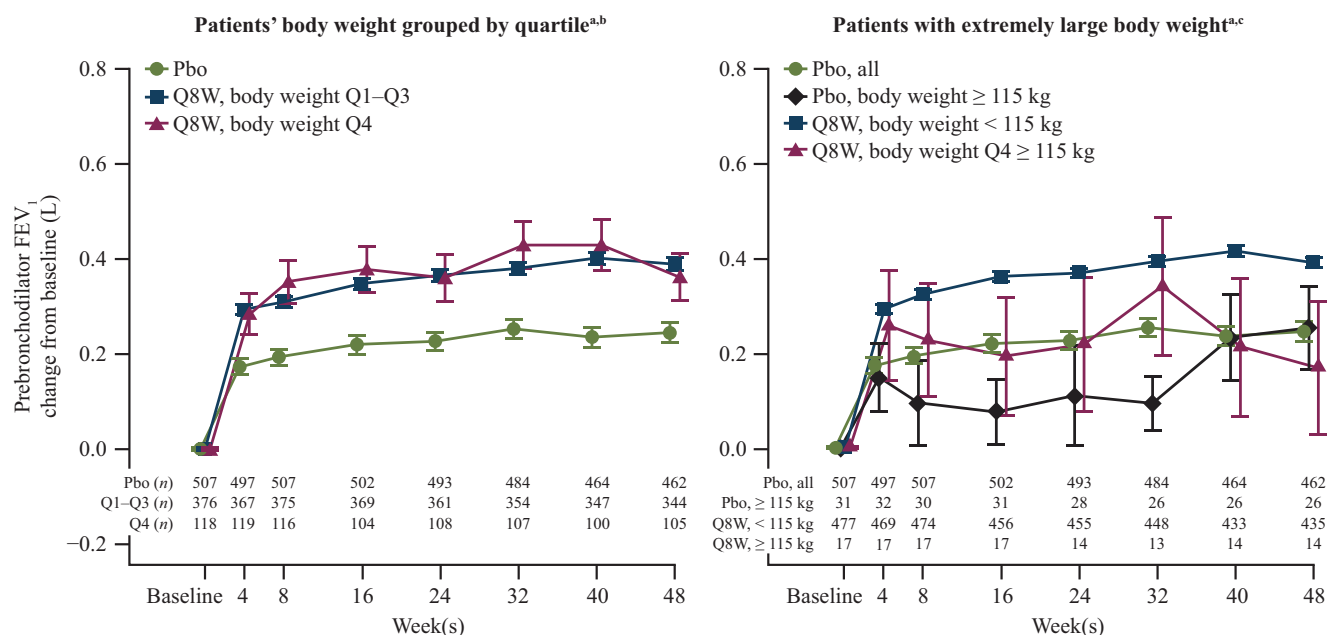 Patients’ body weight grouped by quartileᵃ,ᵇ
Pbo
Q8W, body weight Q1–Q3
Q8W, body weight Q4
Prebronchodilator FEV₁
change from baseline (L)
0.8
0.6
0.4
0.2
0.0
−0.2
Pbo (n) 507 497 507 502 493 484 464 462
Q1–Q3 (n) 376 367 375 369 361 354 347 344
Q4 (n) 118 119 116 104 108 107 100 105
Baseline 4 8 16 24 32 40 48
Week(s)
Patients with extremely large body weightᵃ,ᶜ
Pbo, all
Pbo, body weight ≥ 115 kg
Q8W, body weight < 115 kg
Q8W, body weight Q4 ≥ 115 kg
0.8
0.6
0.4
0.2
0.0
Pbo, all 507 497 507 502 493 484 464 462
Pbo, ≥ 115 kg 31 32 30 31 28 26 26 26
Q8W, < 115 kg 477 469 474 456 455 448 433 435
Q8W, ≥ 115 kg 17 17 17 17 14 13 14 14
Baseline 4 8 16 24 32 40 48
Week(s)